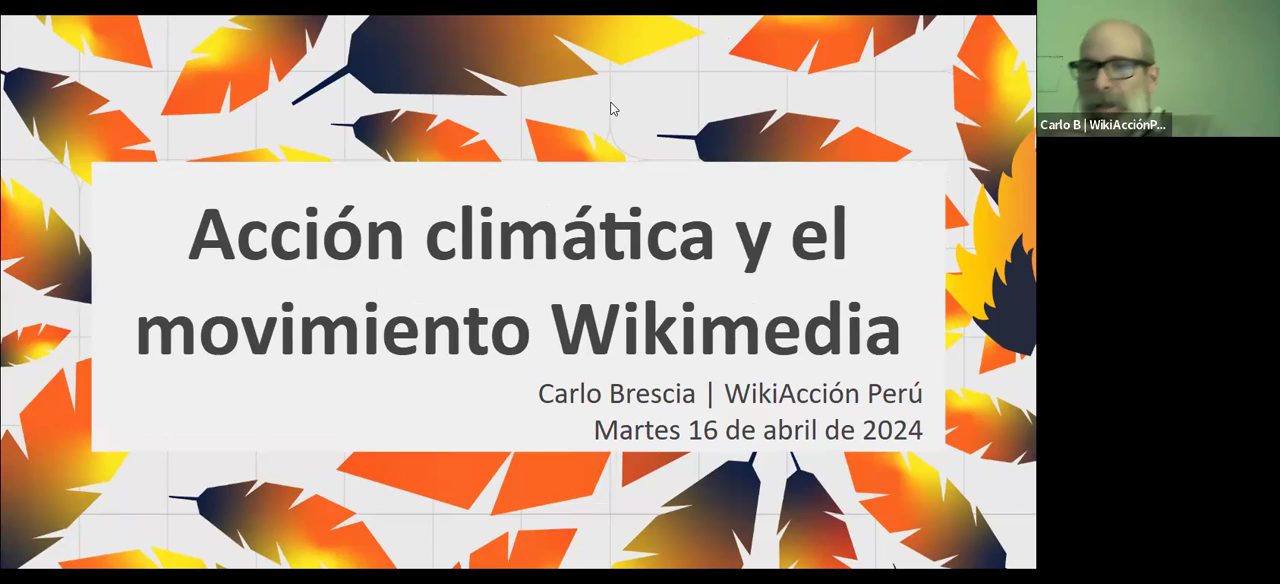 Acción climática y el
movimiento Wikimedia
Carlo Brescia | WikiAcción Perú
Martes 16 de abril de 2024
Carlo B | WikiAcciónP...